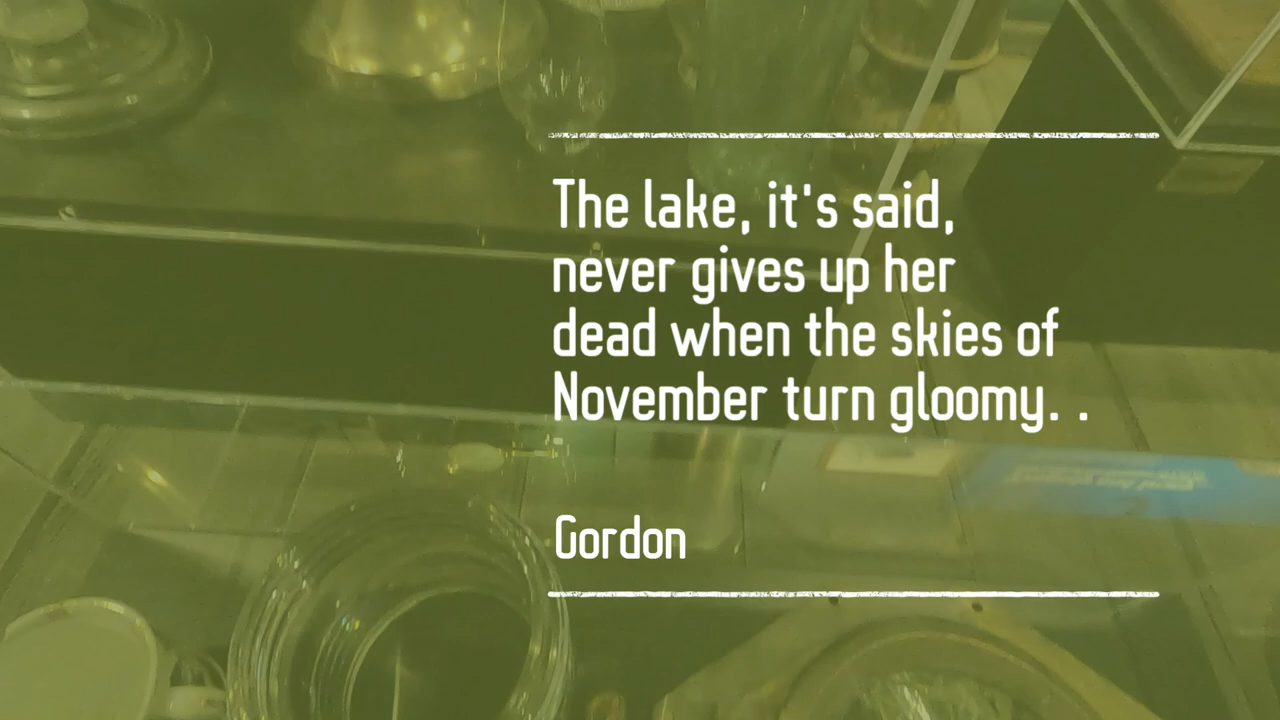 The lake, it's said,
never gives up her
dead when the skies of
November turn gloomy. .
Gordon